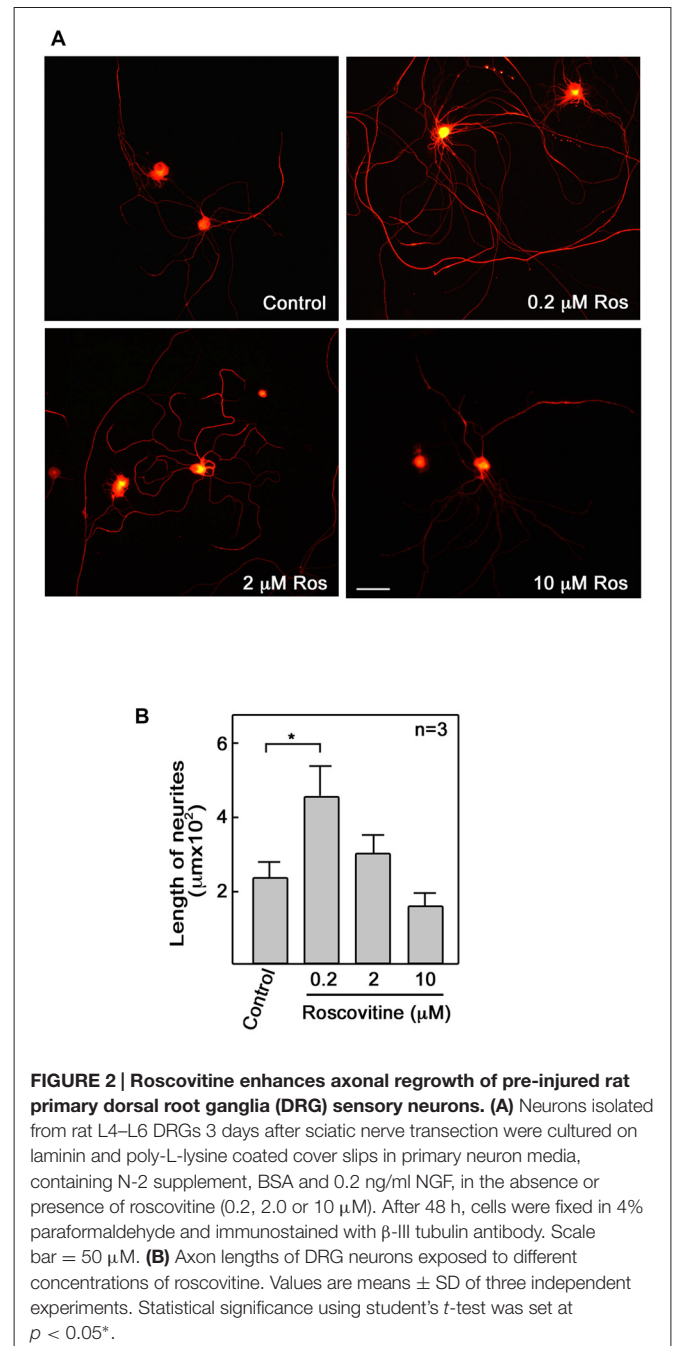 A
Control
0.2 μM Ros
2 μM Ros
10 μM Ros
B
n=3
*
6
4
2
Length of neurites
(μmx10²)
Control
0.2 2 10
Roscovitine (μM)
FIGURE 2 | Roscovitine enhances axonal regrowth of pre-injured rat
primary dorsal root ganglia (DRG) sensory neurons. (A) Neurons isolated
from rat L4–L6 DRGs 3 days after sciatic nerve transection were cultured on
laminin and poly-L-lysine coated cover slips in primary neuron media,
containing N-2 supplement, BSA and 0.2 ng/ml NGF, in the absence or
presence of roscovitine (0.2, 2.0 or 10 μM). After 48 h, cells were fixed in 4%
paraformaldehyde and immunostained with β-III tubulin antibody. Scale
bar = 50 μM. (B) Axon lengths of DRG neurons exposed to different
concentrations of roscovitine. Values are means ± SD of three independent
experiments. Statistical significance using student's t-test was set at
p < 0.05*.